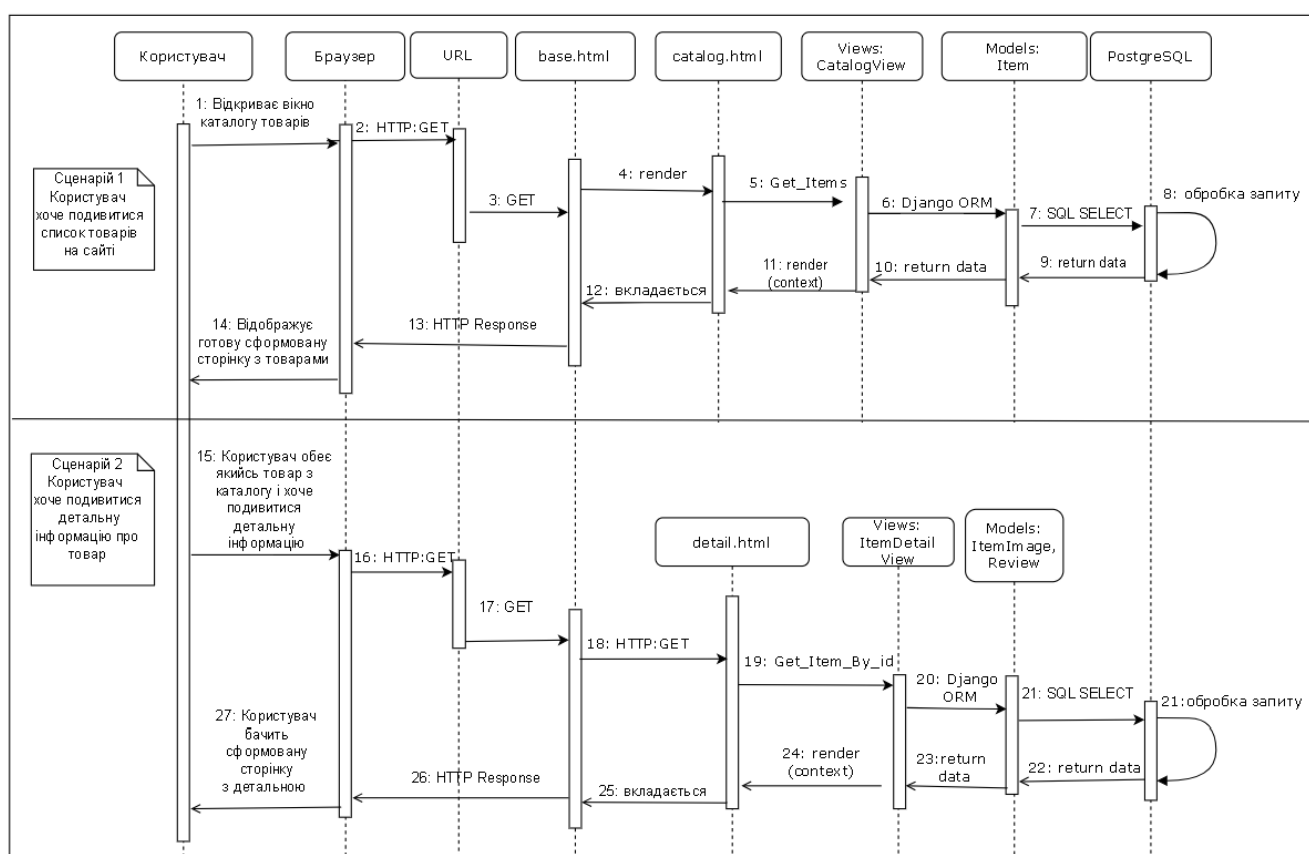 Користувач
Браузер
URL
base.html
catalog.html
Views:
CatalogView
Models:
Item
PostgreSQL
Сценарій 1
Користувач
хоче подивитися
список товарів
на сайті
1: Відкриває вікно
каталогу товарів
2: HTTP:GET
3: GET
4: render
5: Get_Items
6: Django ORM
7: SQL SELECT
8: обробка запиту
9: return data
10: return data
11: render
(context)
12: вкладається
13: HTTP Response
14: Відображує
готову сформовану
сторінку з товарами
Сценарій 2
Користувач
хоче подивитися
детальну
інформацію про
товар
15: Користувач обеє
якийсь товар з
каталогу і хоче
подивитися
детальну
інформацію
detail.html
Views:
ItemDetail
View
Models:
ItemImage,
Review
16: HTTP:GET
17: GET
18: HTTP:GET
19: Get_Item_By_id
20: Django
ORM
21: SQL SELECT
21:обробка запиту
22: return data
23:return
data
24: render
(context)
25: вкладається
26: HTTP Response
27: Користувач
бачить
сформовану
сторінку
з детальною